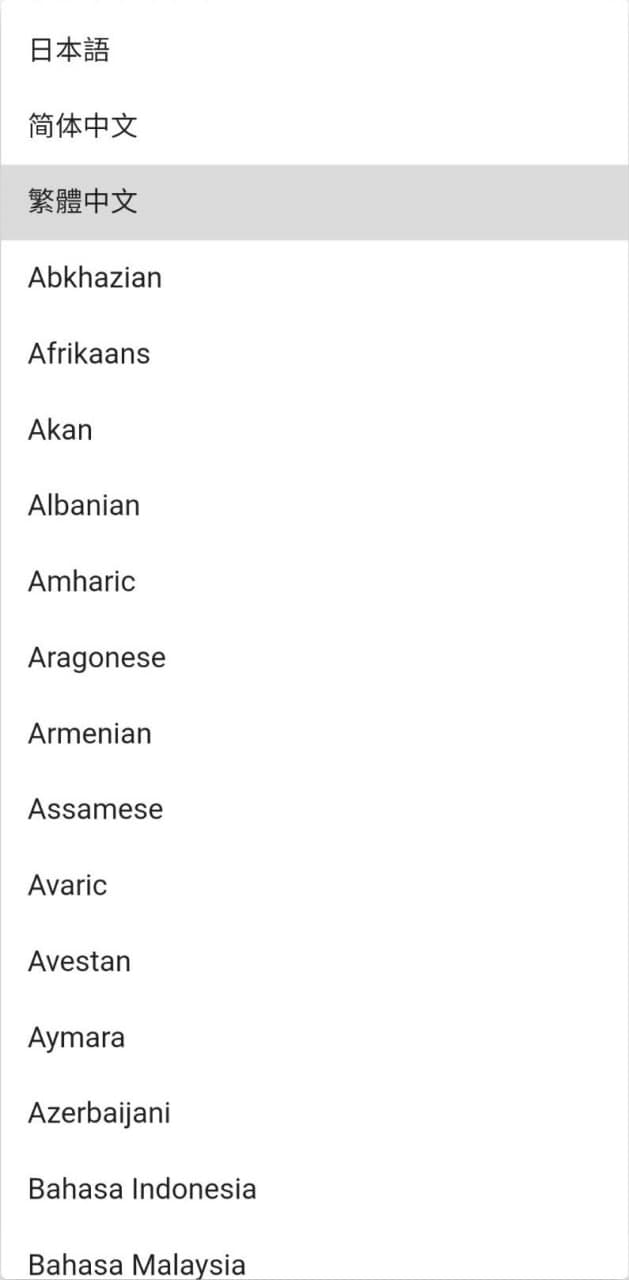 日本語
简体中文
繁體中文
Abkhazian
Afrikaans
Akan
Albanian
Amharic
Aragonese
Armenian
Assamese
Avaric
Avestan
Aymara
Azerbaijani
Bahasa Indonesia
Bahasa Malaysia